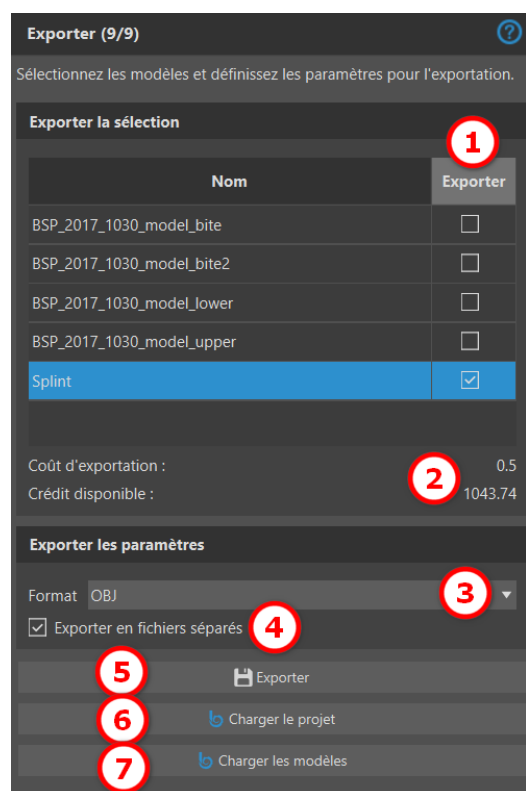 Exporter (9/9)
?
Sélectionnez les modèles et définissez les paramètres pour l'exportation.
Exporter la sélection
1
Nom Exporter
BSP_2017_1030_model_bite
BSP_2017_1030_model_bite2
BSP_2017_1030_model_lower
BSP_2017_1030_model_upper
Splint
Coût d'exportation : 0.5
2
Crédit disponible : 1043.74
Exporter les paramètres
Format OBJ 3
Exporter en fichiers séparés 4
5 Exporter
6 Charger le projet
7 Charger les modèles